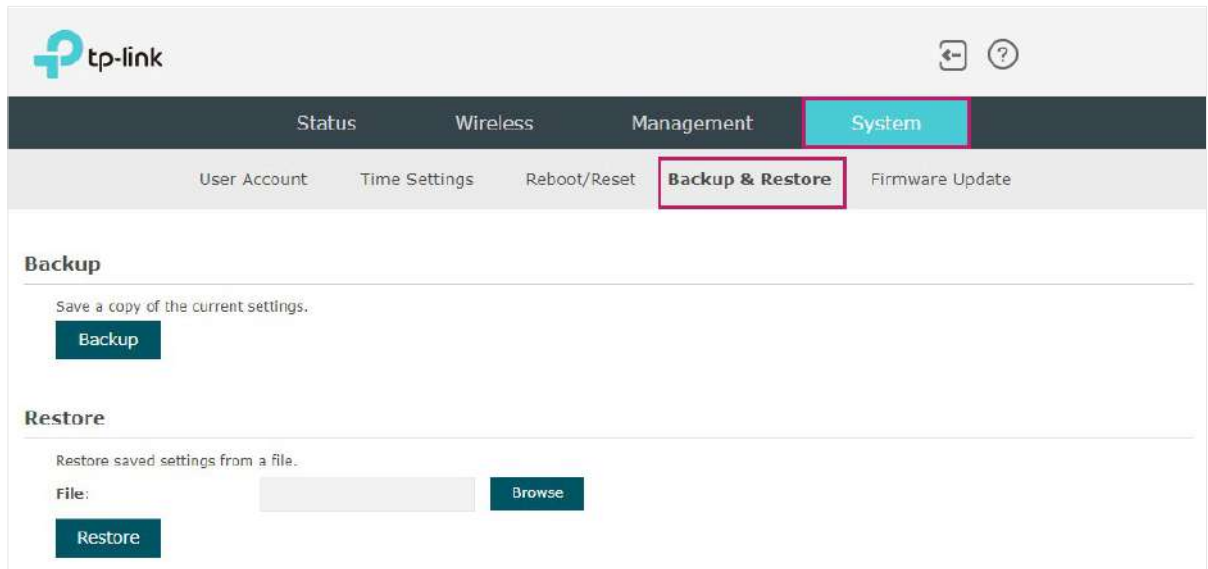 tp-link
?
Status Wireless Management System
User Account Time Settings Reboot/Reset Backup & Restore Firmware Update
Backup
Save a copy of the current settings.
Backup
Restore
Restore saved settings from a file.
File: Browse
Restore